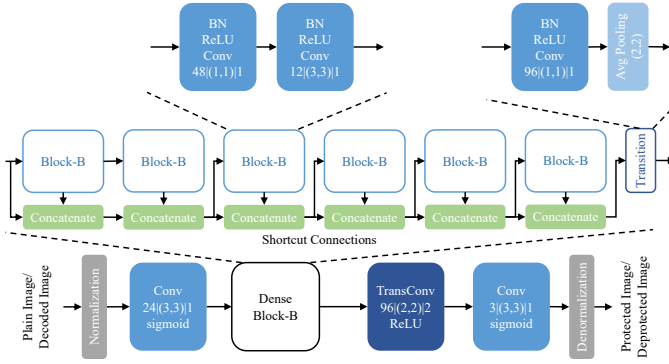 BN
ReLU
Conv
48|(1,1)|1
BN
ReLU
Conv
12|(3,3)|1
BN
ReLU
Conv
96|(1,1)|1
Avg Pooling
(2,2)
Block-B
Block-B
Block-B
Block-B
Block-B
Block-B
Transition
Concatenate
Concatenate
Concatenate
Concatenate
Concatenate
Concatenate
Shortcut Connections
Plain Image/
Decoded Image
Normalization
Conv
24|(3,3)|1
sigmoid
Dense
Block-B
TransConv
96|(2,2)|2
ReLU
Conv
3|(3,3)|1
sigmoid
Denormalization
Protected Image/
Deprotected Image